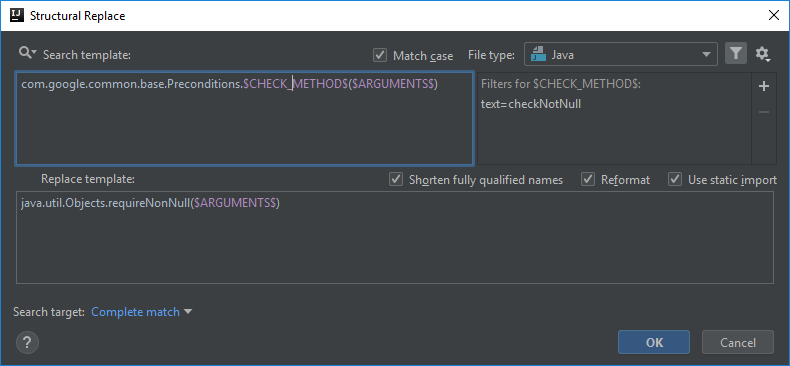 IJ
Structural Replace
Search template:
Match case
File type:
Java
com.google.common.base.Preconditions.$CHECK_METHOD$($ARGUMENTS$)
Filters for $CHECK_METHOD$:
text=checkNotNull
Replace template:
Shorten fully qualified names
Reformat
Use static import
java.util.Objects.requireNonNull($ARGUMENTS$)
Search target: Complete match
?
OK
Cancel